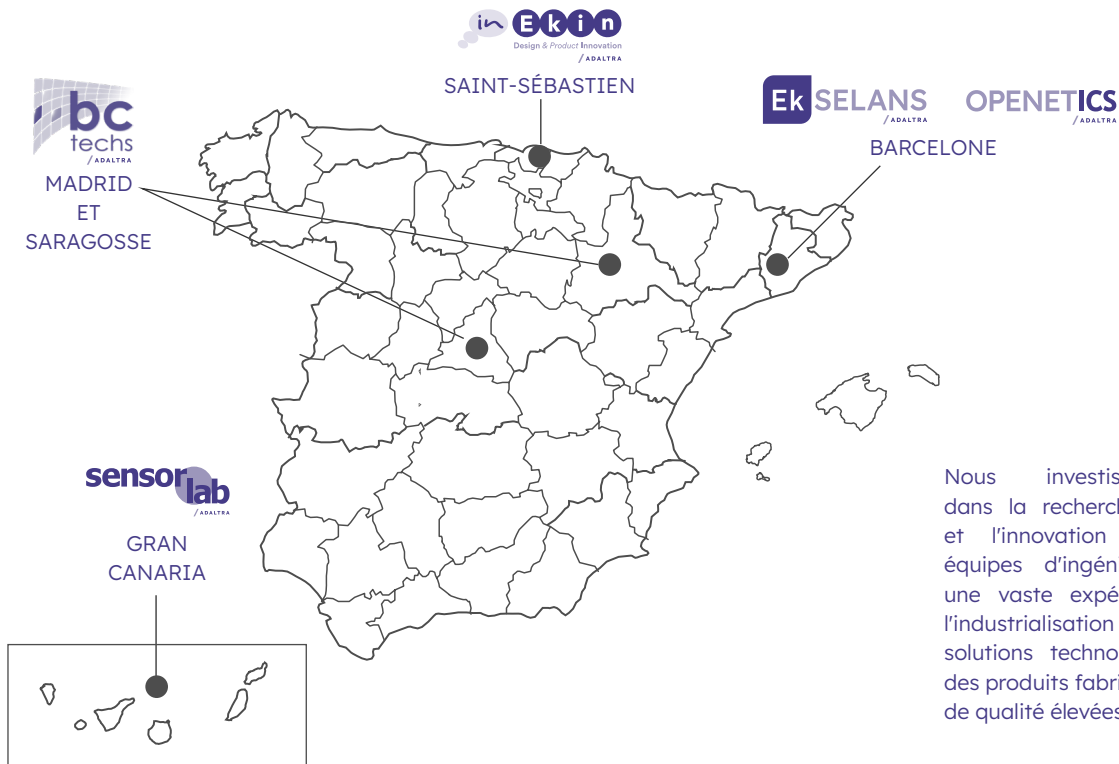 in Ekin
Design & Product Innovation
/ADALTRA
SAINT-SÉBASTIEN
bc
techs
/ADALTRA
MADRID
ET
SARAGOSSE
Ek SELANS
/ADALTRA
OPENETICS
/ADALTRA
BARCELONE
sensor
lab
/ADALTRA
GRAN
CANARIA
Nous investis
dans la recherc
et l'innovation
équipes d'ingéni
une vaste expé
l'industrialisation
solutions techno
des produits fabri
de qualité élevées